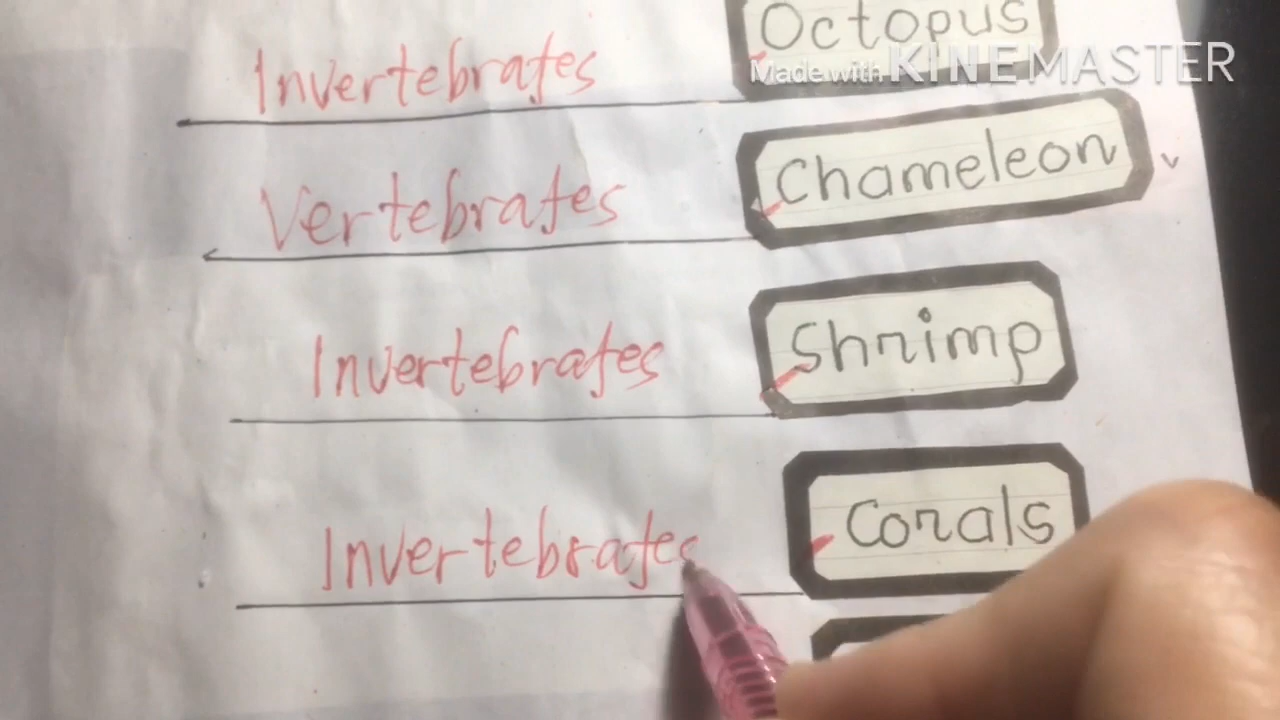 Invertebrates Octopus
Made with KINEMASTER
Vertebrates Chameleon
Invertebrates Shrimp
Invertebrates Corals